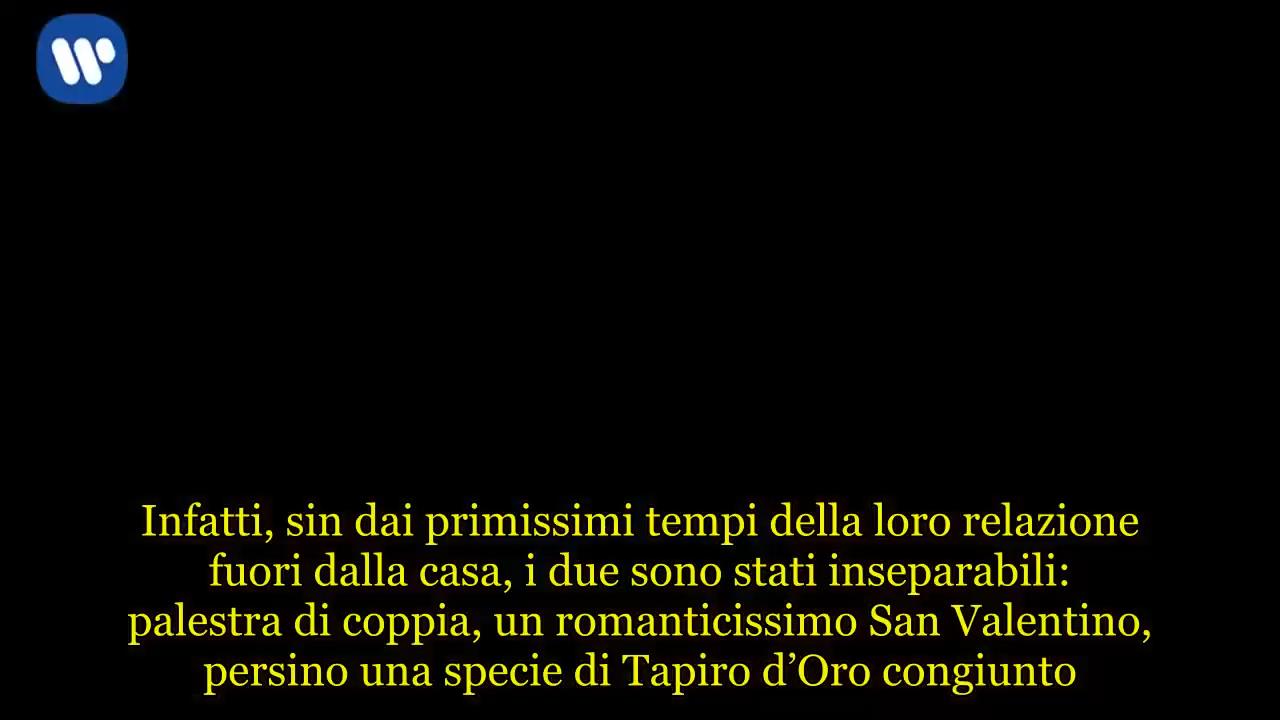 Infatti, sin dai primissimi tempi della loro relazione
fuori dalla casa, i due sono stati inseparabili:
palestra di coppia, un romanticissimo San Valentino,
persino una specie di Tapiro d’Oro congiunto